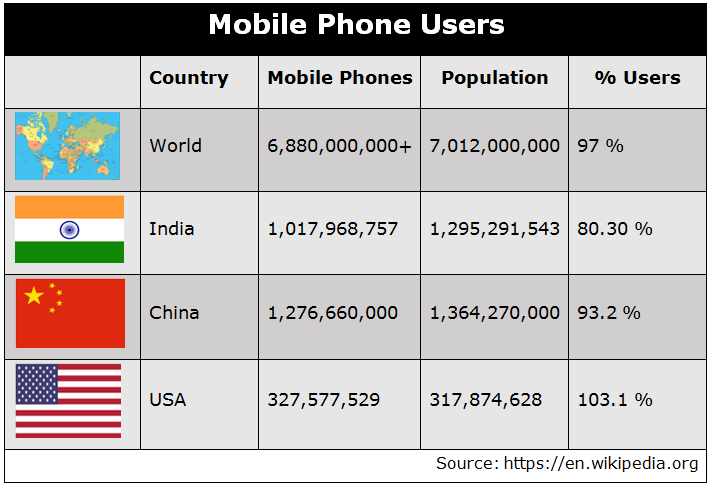 Mobile Phone Users
Country Mobile Phones Population % Users
World 6,880,000,000+ 7,012,000,000 97 %
India 1,017,968,757 1,295,291,543 80.30 %
China 1,276,660,000 1,364,270,000 93.2 %
USA 327,577,529 317,874,628 103.1 %
Source: https://en.wikipedia.org